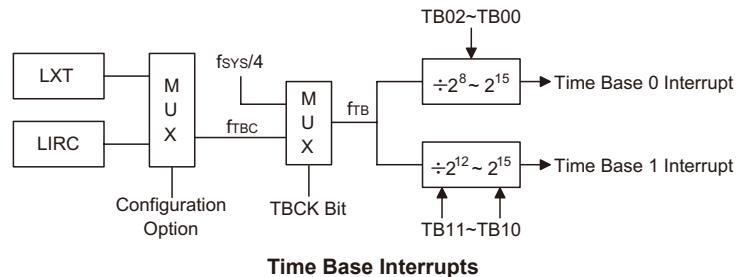 TB02~TB00
LXT
LIRC
M
U
X
Configuration
Option
fSYS/4
fTBC
M
U
X
TBCK Bit
fTB
÷2⁸~ 2¹⁵
Time Base 0 Interrupt
÷2¹²~ 2¹⁵
Time Base 1 Interrupt
TB11~TB10
Time Base Interrupts